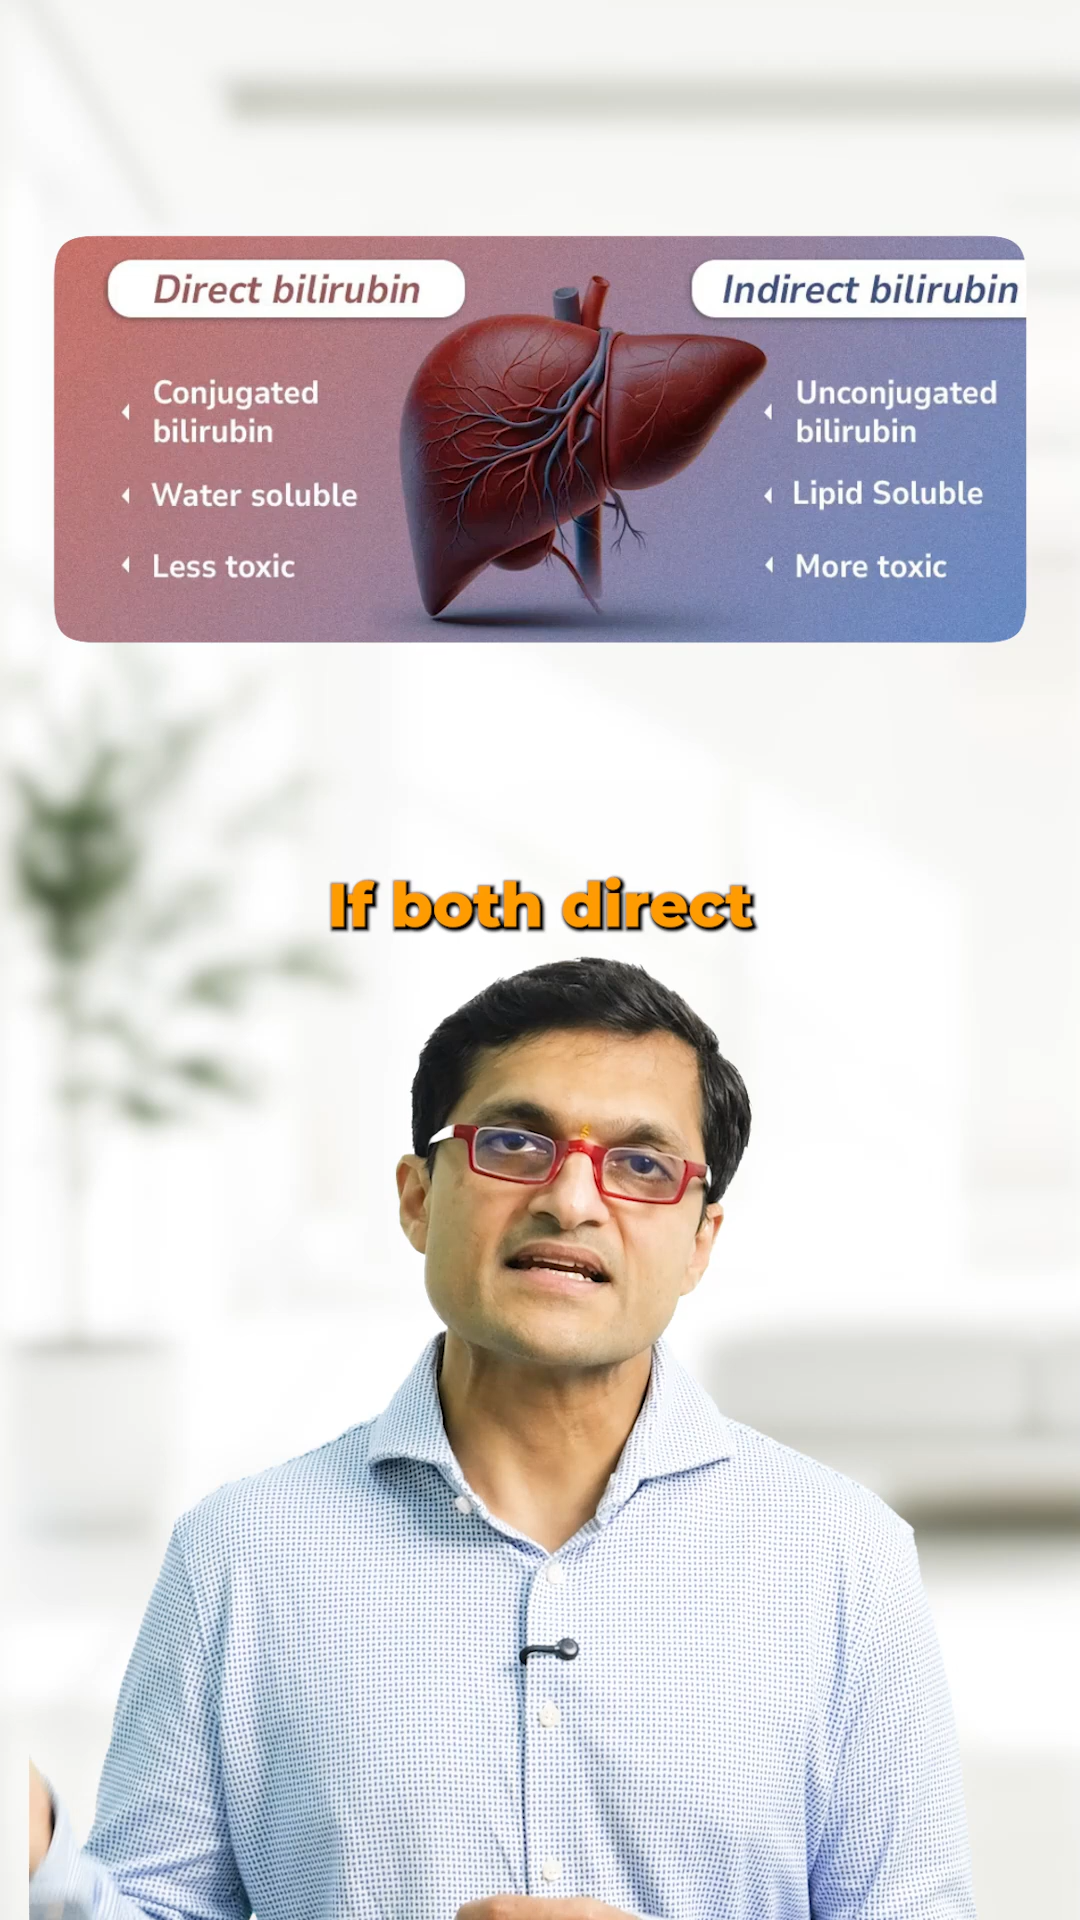 Direct bilirubin
Conjugated
bilirubin
Water soluble
Less toxic
Indirect bilirubin
Unconjugated
bilirubin
Lipid Soluble
More toxic
If both direct